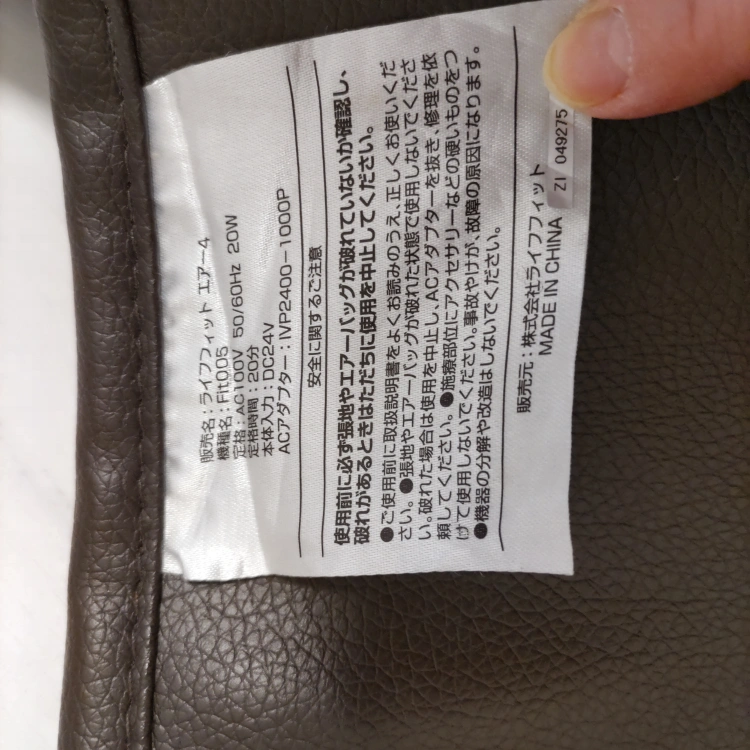 販売名：ライフフィット エアー4
機種名：Fit005
定格：AC100V 50/60Hz 20W
定格時間：20分
本体入力：DC24V
ACアダプター：IVP2400-1000P
安全に関するご注意
使用前に必ず張地やエアーバッグが破れていないか確認し、
破れがあるときはただちに使用を中止してください。
●ご使用前に取扱説明書をよくお読みのうえ、正しくお使いくだ
さい。●張地やエアーバッグが破れた状態で使用しないでくださ
い。破れた場合は使用を中止し、ACアダプターを抜き、修理を依
頼してください。●施療部位にアクセサリーなどの硬いものをつ
けて使用しないでください。事故やけが、故障の原因になります。
●機器の分解や改造はしないでください。
販売元：株式会社ライフフィット
MADE IN CHINA
ZI 049275